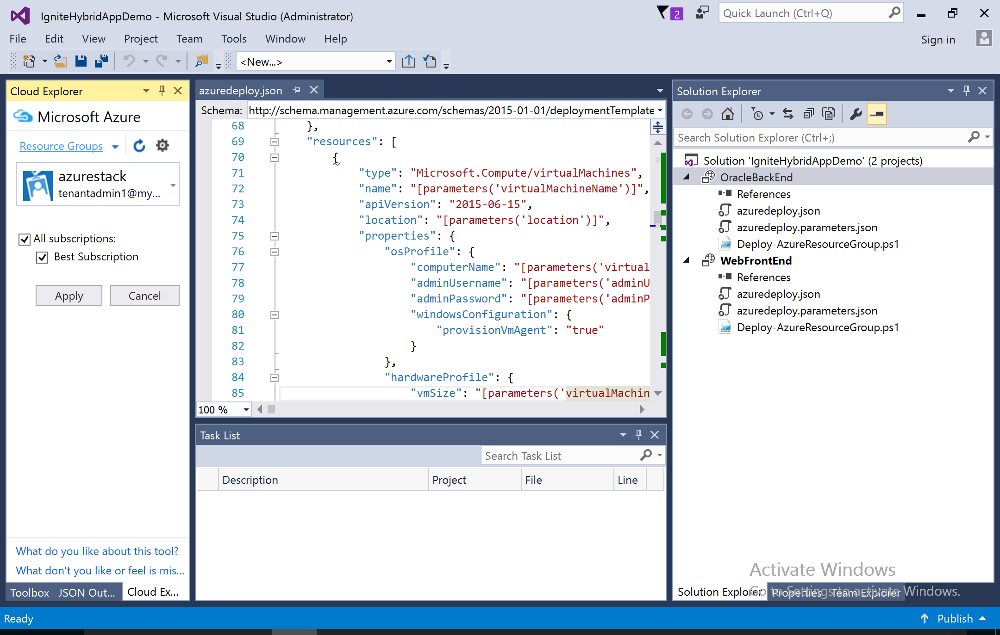 IgniteHybridAppDemo - Microsoft Visual Studio (Administrator)
2
Quick Launch (Ctrl+Q)
File Edit View Project Team Tools Window Help
Sign in
<New...>
Cloud Explorer
Microsoft Azure
Resource Groups
azurestack
tenantadmin1@my...
All subscriptions:
Best Subscription
Apply Cancel
What do you like about this tool?
What don't you like or feel is mis...
Toolbox JSON Out... Cloud Ex...
azuredeploy.json
Schema: http://schema.management.azure.com/schemas/2015-01-01/deploymentTemplate
68 },
69 "resources": [
70 {
71 "type": "Microsoft.Compute/virtualMachines",
72 "name": "[parameters('virtualMachineName')]",
73 "apiVersion": "2015-06-15",
74 "location": "[parameters('location')]",
75 "properties": {
76 "osProfile": {
77 "computerName": "[parameters('virtual
78 "adminUsername": "[parameters('adminU
79 "adminPassword": "[parameters('adminP
80 "windowsConfiguration": {
81 "provisionVmAgent": "true"
82 }
83 },
84 "hardwareProfile": {
85 "vmSize": "[parameters('virtualMachin
100 %
Task List
Search Task List
Description Project File Line
Solution Explorer
Search Solution Explorer (Ctrl+;)
Solution 'IgniteHybridAppDemo' (2 projects)
OracleBackEnd
References
azuredeploy.json
azuredeploy.parameters.json
Deploy-AzureResourceGroup.ps1
WebFrontEnd
References
azuredeploy.json
azuredeploy.parameters.json
Deploy-AzureResourceGroup.ps1
Activate Windows
Go to Settings to activate Windows.
Solution Explorer Properties Team Explorer
Ready
Publish